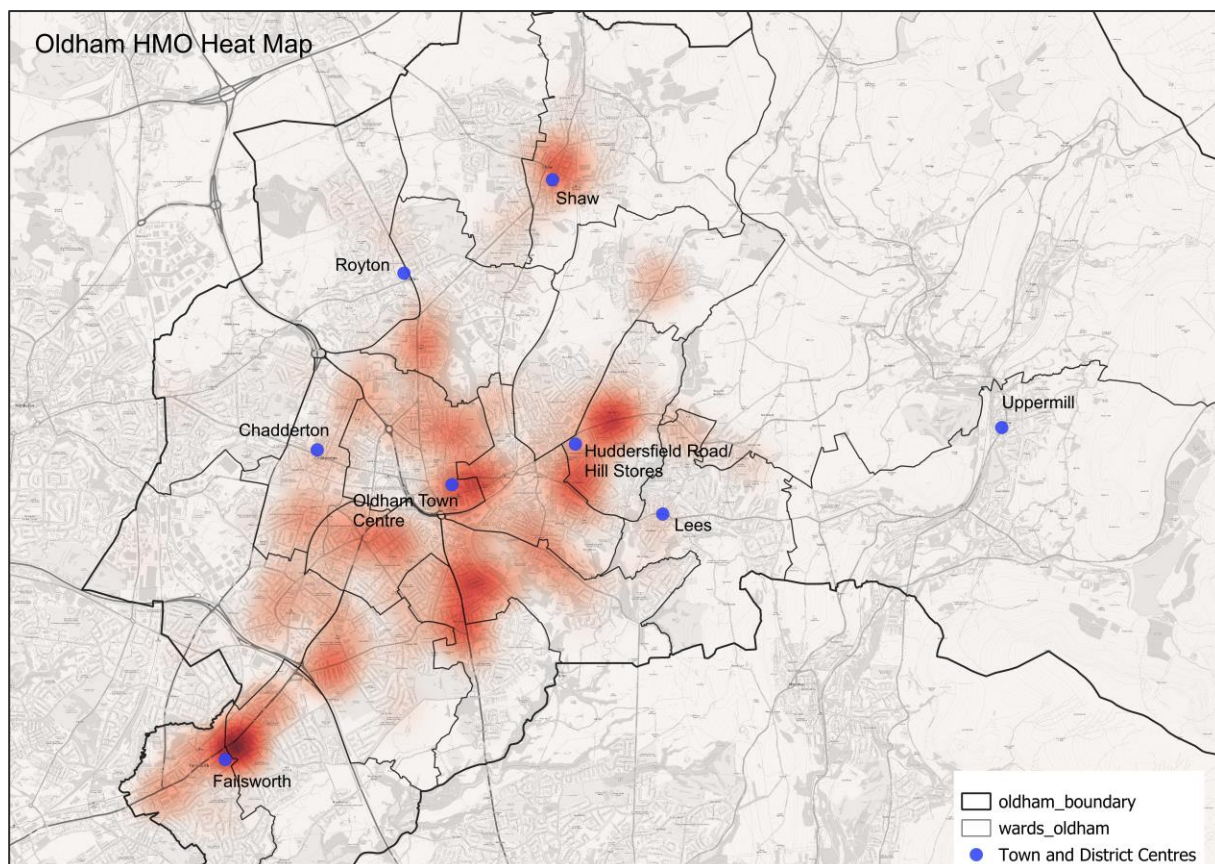 Oldham HMO Heat Map
Shaw
Royton
Uppermill
Chadderton
Huddersfield Road/
Hill Stores
Oldham Town
Centre
Lees
Failsworth
oldham_boundary
wards_oldham
Town and District Centres